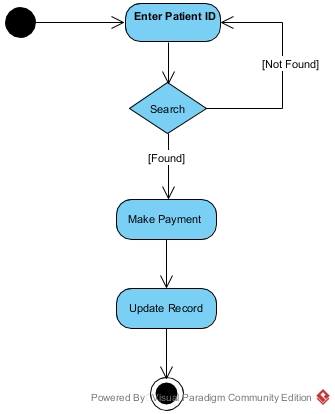 Enter Patient ID
[Not Found]
Search
[Found]
Make Payment
Update Record
Powered By Visual Paradigm Community Edition